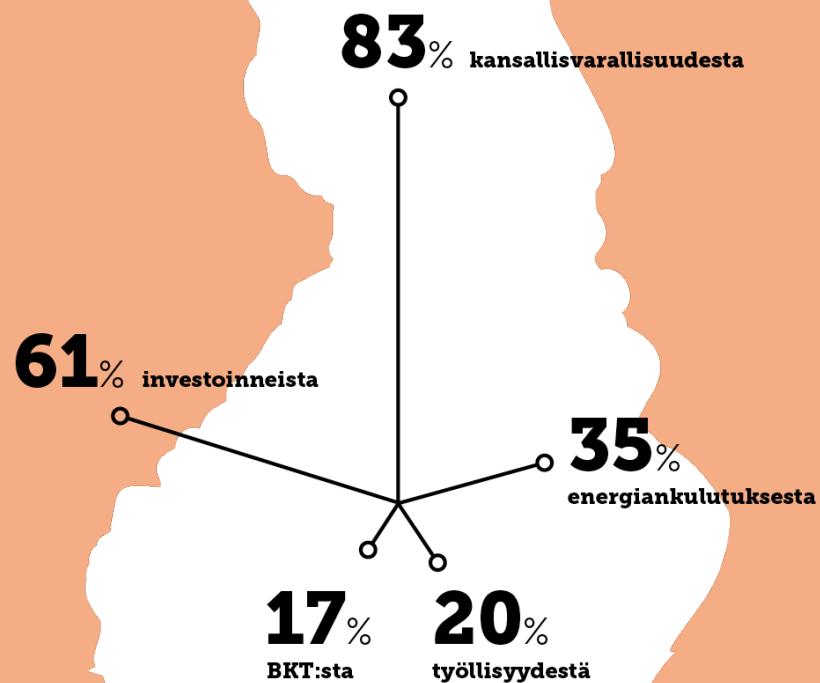 83% kansallisvarallisuudesta
61% investoinneista
35%
energiankulutuksesta
17%
BKT:sta
20%
työllisyydestä